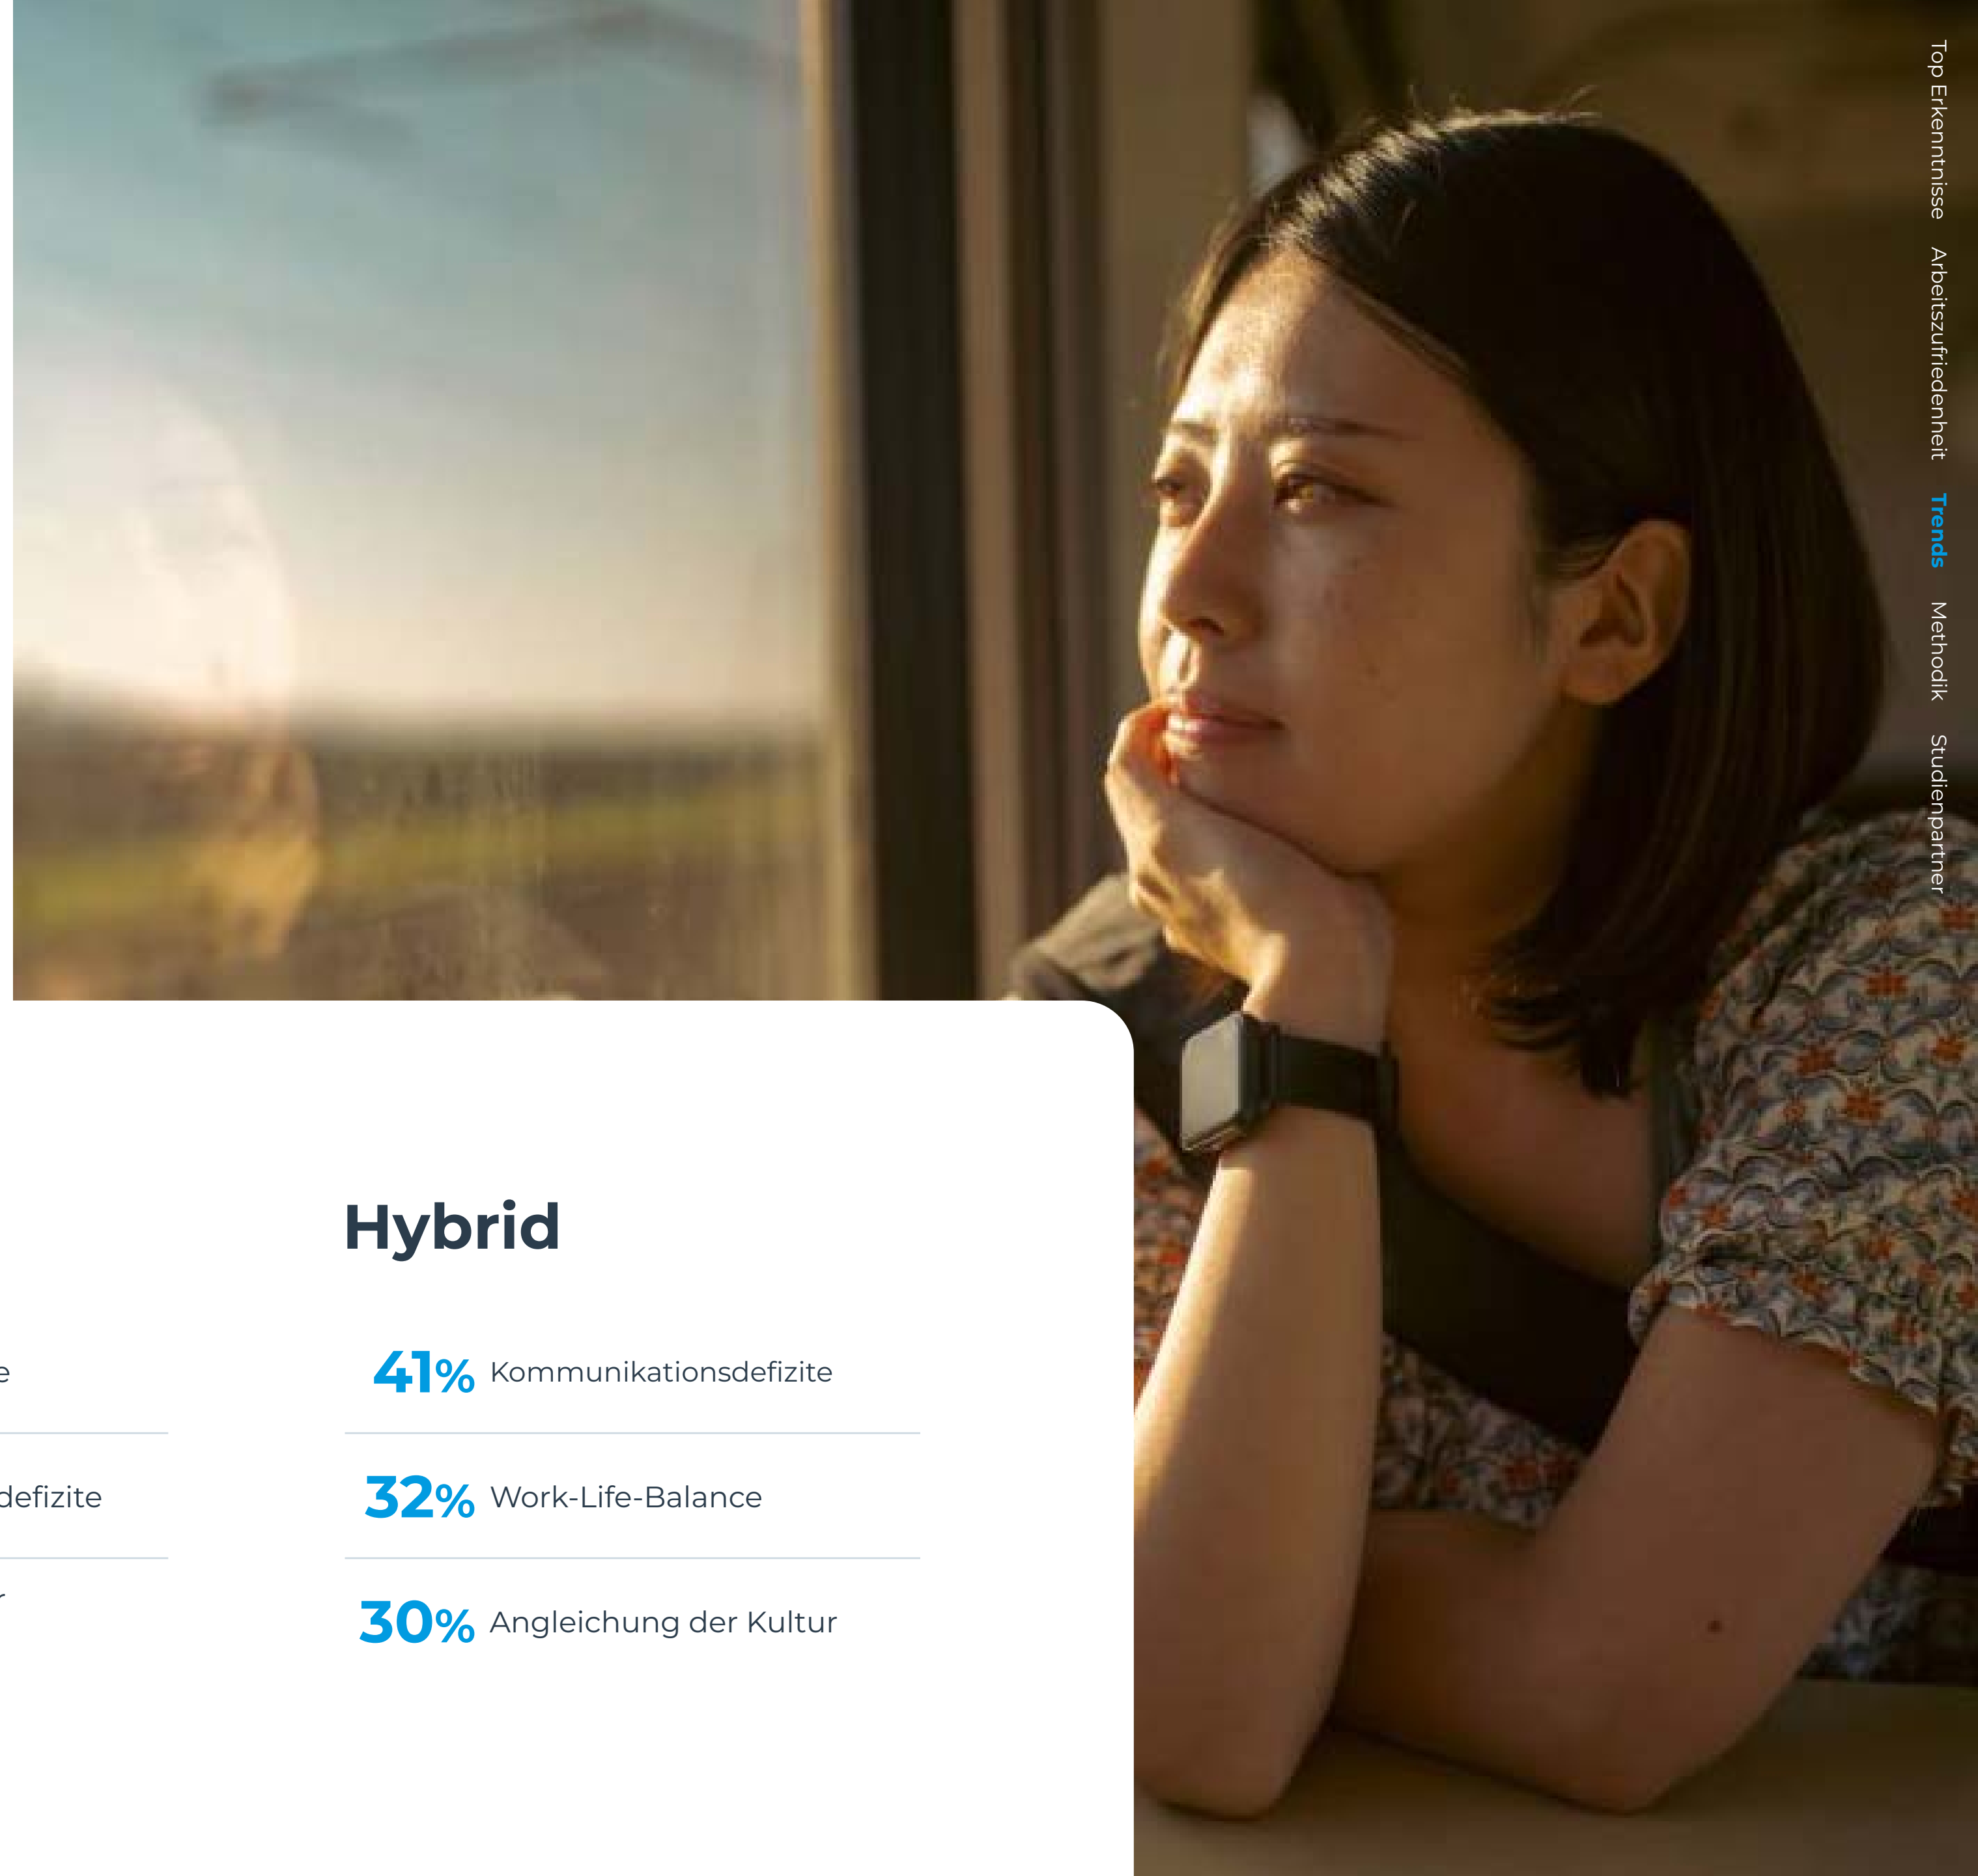 Top Erkenntnisse
Arbeitszufriedenheit
Trends
Methodik
Studienpartner
Hybrid
41% Kommunikationsdefizite
defizite
32% Work-Life-Balance
30% Angleichung der Kultur